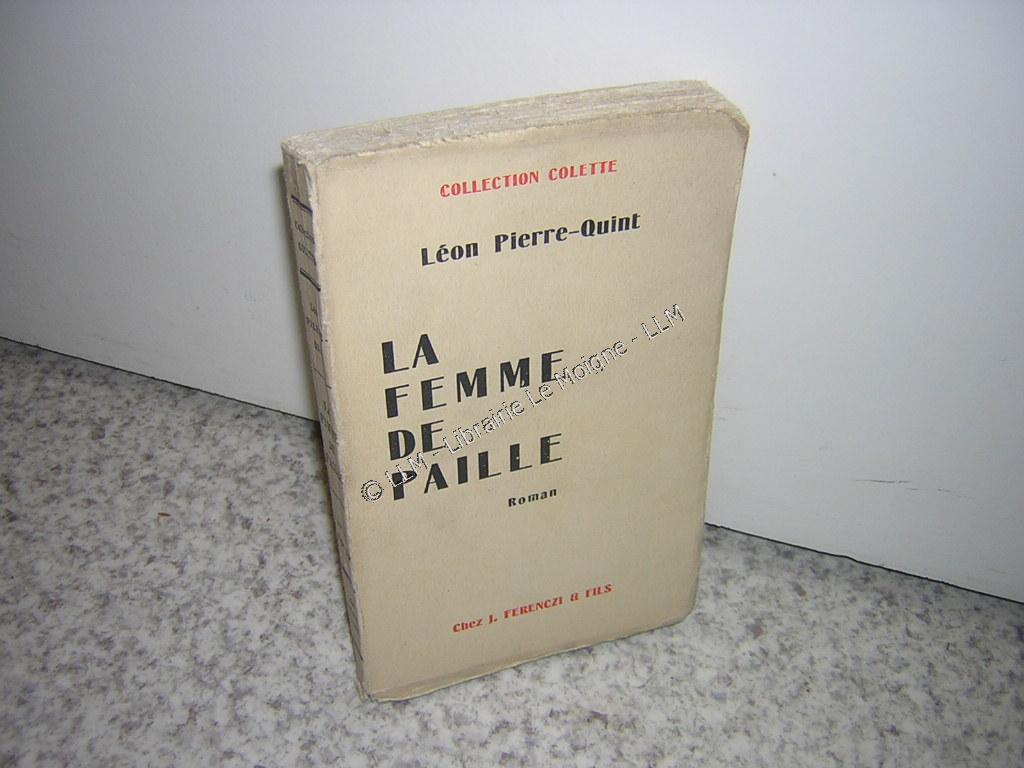 COLLECTION COLETTE
Léon Pierre-Quint
LA
FEMME
DE
PAILLE
Roman
Chez J. FERENCZI & FILS
© LLM - Librairie Le Moigne - LLM